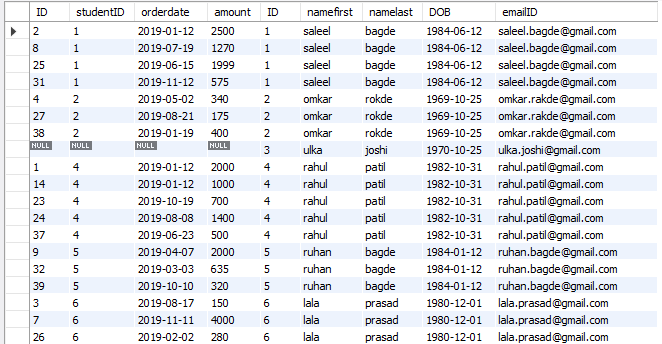 ID studentID orderdate amount ID namefirst namelast DOB emailID
2 1 2019-01-12 2500 1 saleel bagde 1984-06-12 saleel.bagde@gmail.com
8 1 2019-07-19 1270 1 saleel bagde 1984-06-12 saleel.bagde@gmail.com
25 1 2019-06-15 1999 1 saleel bagde 1984-06-12 saleel.bagde@gmail.com
31 1 2019-11-12 575 1 saleel bagde 1984-06-12 saleel.bagde@gmail.com
4 2 2019-05-02 340 2 omkar rokde 1969-10-25 omkar.rakde@gmail.com
27 2 2019-08-21 175 2 omkar rokde 1969-10-25 omkar.rakde@gmail.com
38 2 2019-01-19 400 2 omkar rokde 1969-10-25 omkar.rakde@gmail.com
NULL NULL NULL NULL 3 ulka joshi 1970-10-25 ulka.joshi@gmail.com
1 4 2019-01-12 2000 4 rahul patil 1982-10-31 rahul.patil@gmail.com
14 4 2019-01-12 1000 4 rahul patil 1982-10-31 rahul.patil@gmail.com
23 4 2019-10-19 700 4 rahul patil 1982-10-31 rahul.patil@gmail.com
24 4 2019-08-08 1400 4 rahul patil 1982-10-31 rahul.patil@gmail.com
37 4 2019-06-23 500 4 rahul patil 1982-10-31 rahul.patil@gmail.com
9 5 2019-04-07 2000 5 ruhan bagde 1984-01-12 ruhan.bagde@gmail.com
32 5 2019-03-03 635 5 ruhan bagde 1984-01-12 ruhan.bagde@gmail.com
39 5 2019-10-10 320 5 ruhan bagde 1984-01-12 ruhan.bagde@gmail.com
3 6 2019-08-17 150 6 lala prasad 1980-12-01 lala.prasad@gmail.com
7 6 2019-11-11 4000 6 lala prasad 1980-12-01 lala.prasad@gmail.com
26 6 2019-02-02 280 6 lala prasad 1980-12-01 lala.prasad@gmail.com